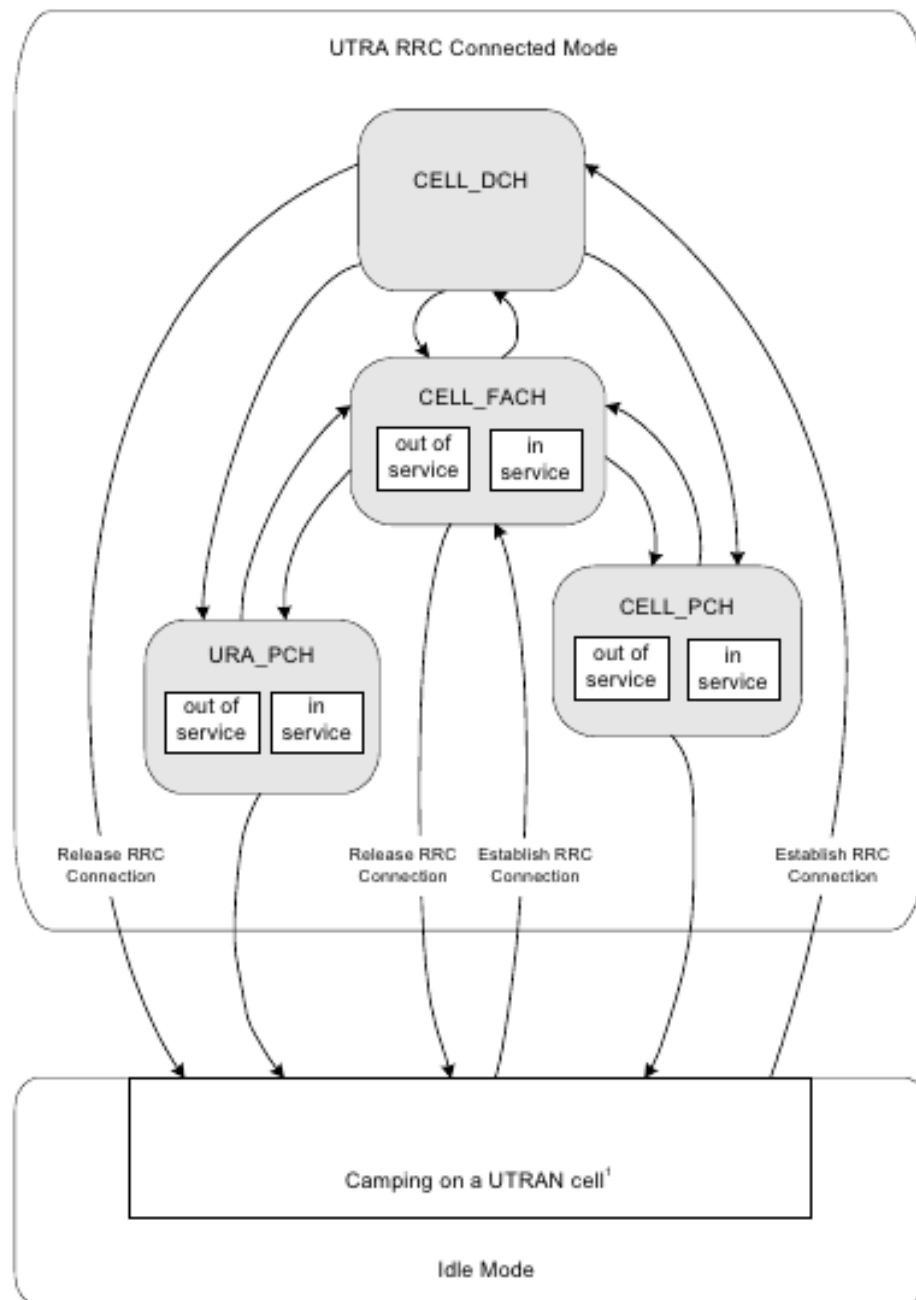 UTRA RRC Connected Mode
CELL_DCH
CELL_FACH
out of
service
in
service
CELL_PCH
out of
service
in
service
URA_PCH
out of
service
in
service
Release RRC
Connection
Release RRC
Connection
Establish RRC
Connection
Establish RRC
Connection
Camping on a UTRAN cell¹
Idle Mode